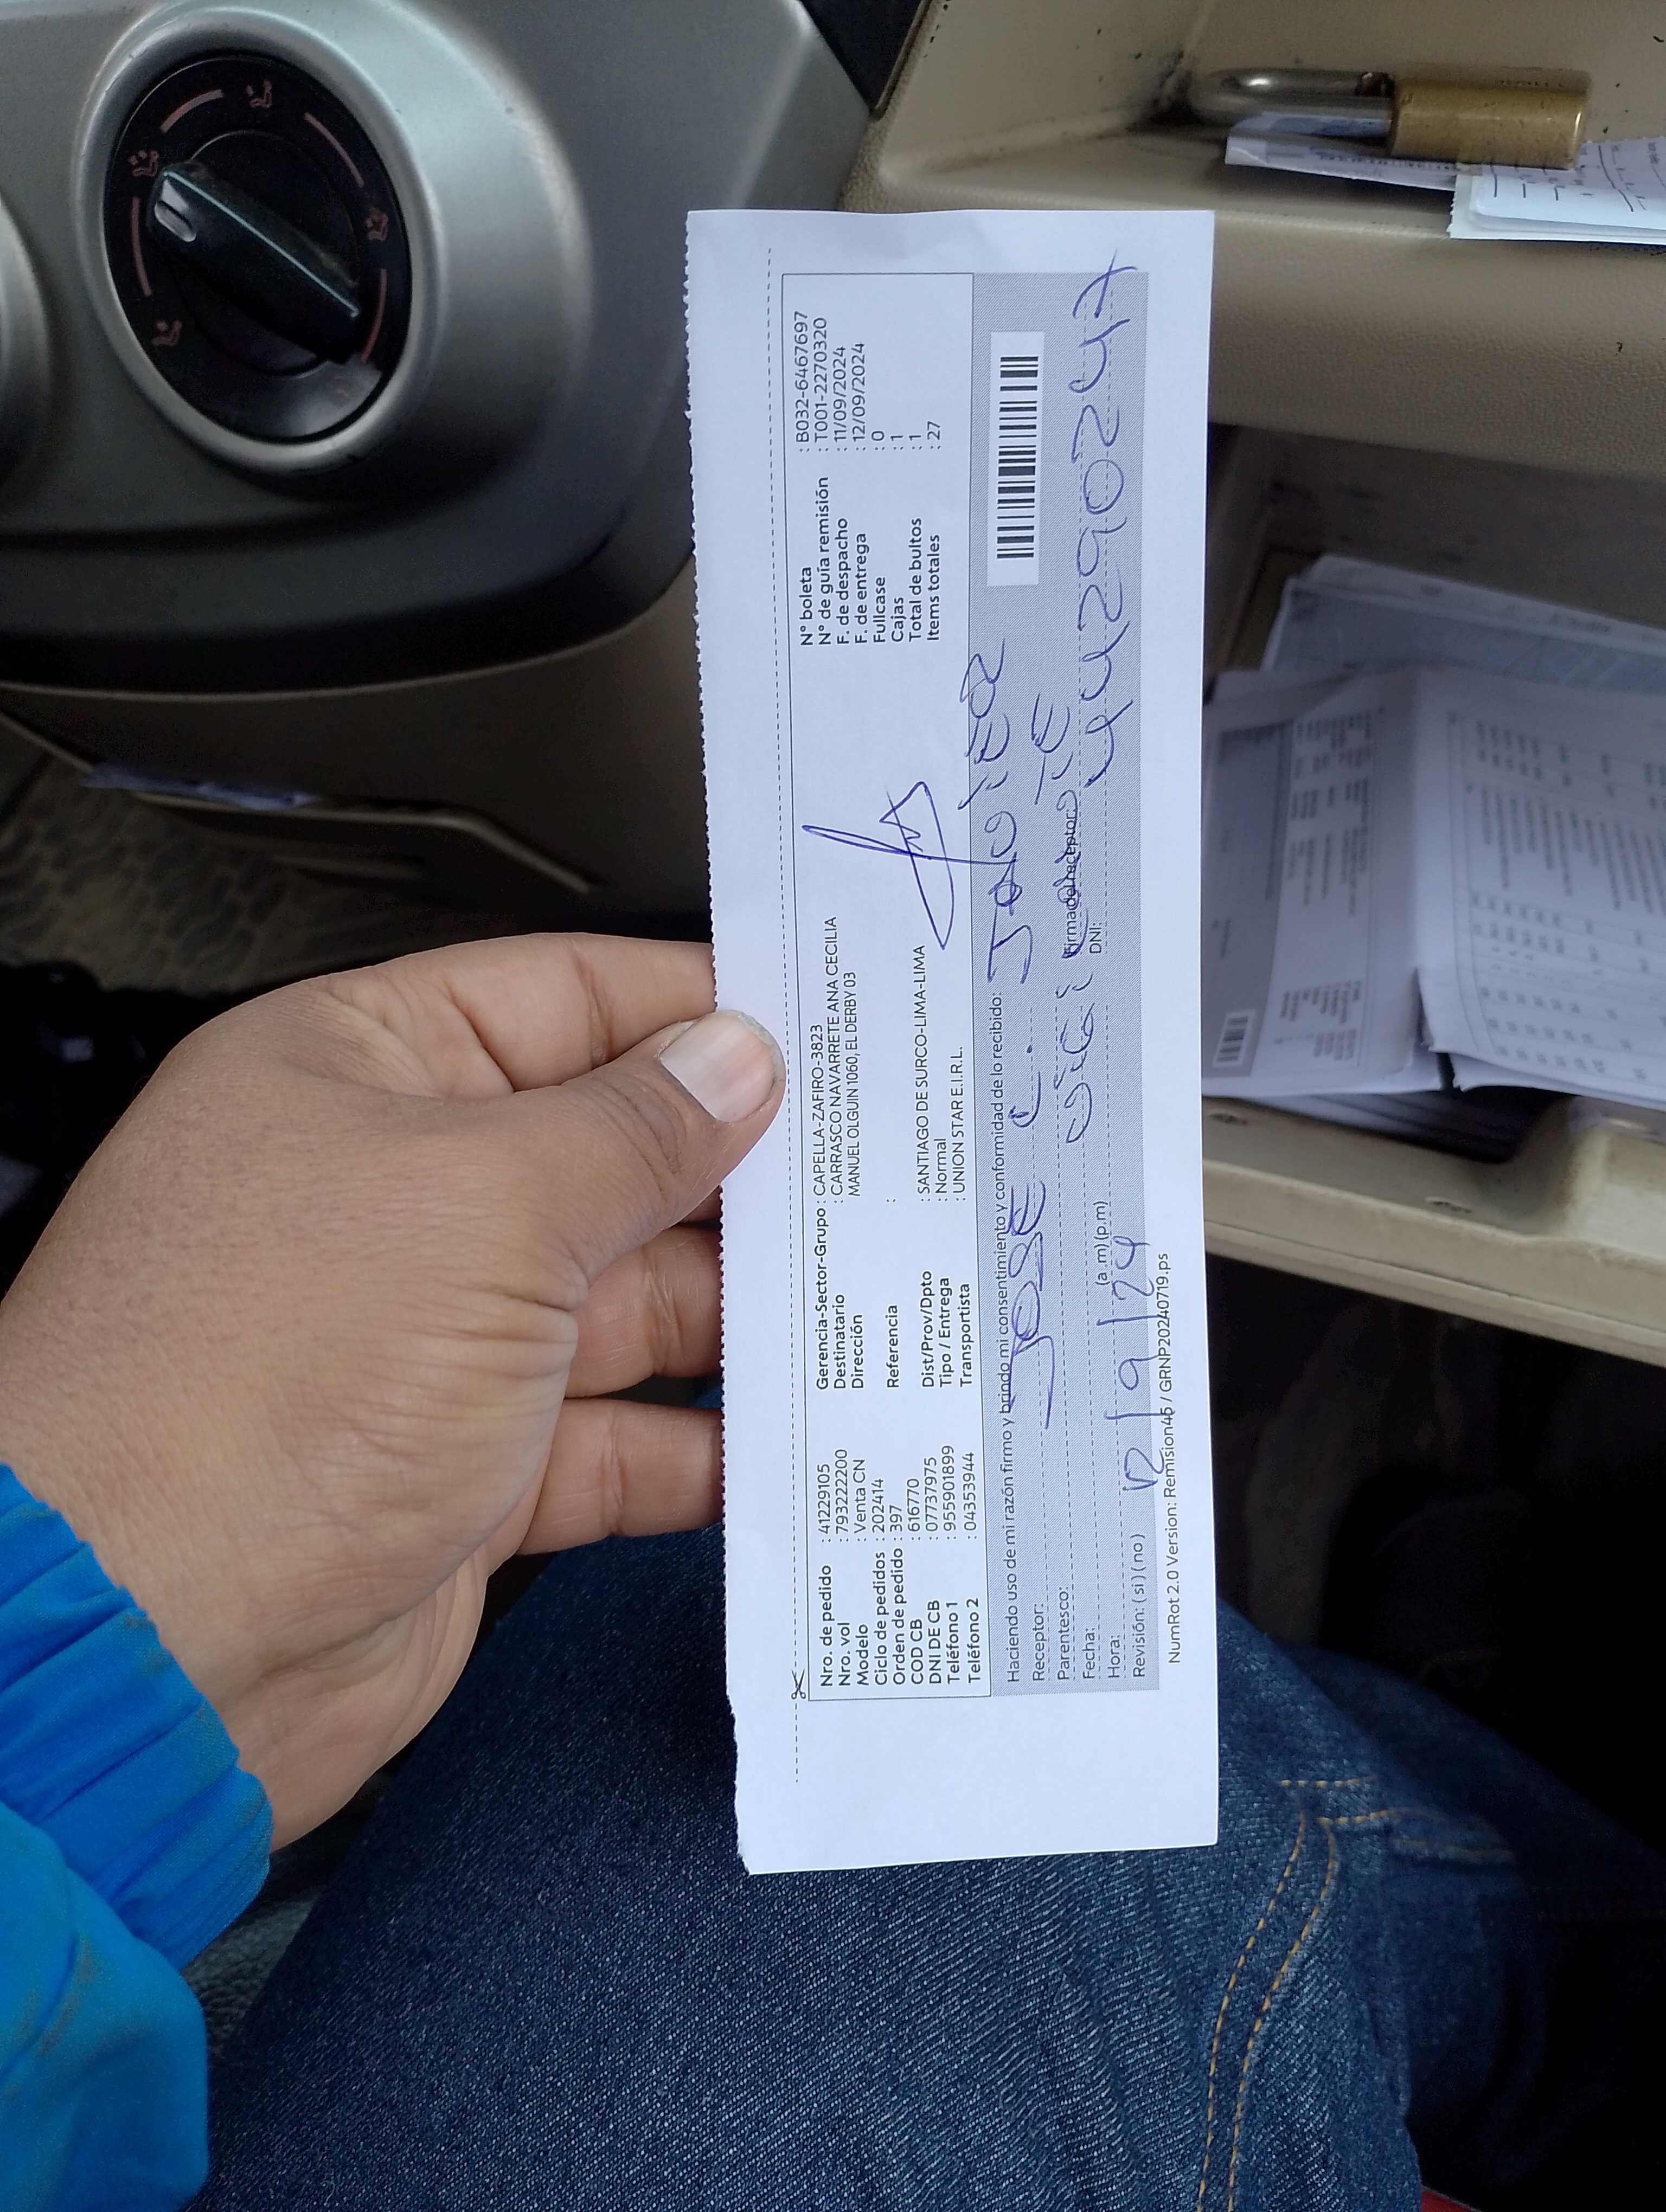 Nro. de pedido : 41229105 Gerencia-Sector-Grupo : CAPELLA-ZAFIRO-3823 N° boleta : B032-6467697
Nro. vol : 793222200 Destinatario : CARRASCO NAVARRETE ANA CECILIA N° de guía remisión : T001-2270320
Modelo : Venta CN Dirección MANUEL OLGUIN 1060, EL DERBY 03 F. de despacho : 11/09/2024
Ciclo de pedidos : 202414 F. de entrega : 12/09/2024
Orden de pedido : 397 Referencia : Fullcase : 0
COD CB : 616770 Cajas : 1
DNI DE CB : 07737975 Dist/Prov/Dpto : SANTIAGO DE SURCO-LIMA-LIMA Total de bultos : 1
Teléfono 1 : 955901899 Tipo / Entrega : Normal Items totales : 27
Teléfono 2 : 04353944 Transportista : UNION STAR E.I.R.L.
Haciendo uso de mi razón firmo y brindo mi consentimiento y conformidad de lo recibido:
Receptor: JOSE C. JAVIER
Parentesco:
Fecha: Firma del receptor:
Hora: (a.m) (p.m) DNI: 44290247
12/9/24
Revisión: (si) (no)
NumRot 2.0 Version: Remision45 / GRNP20240719.ps